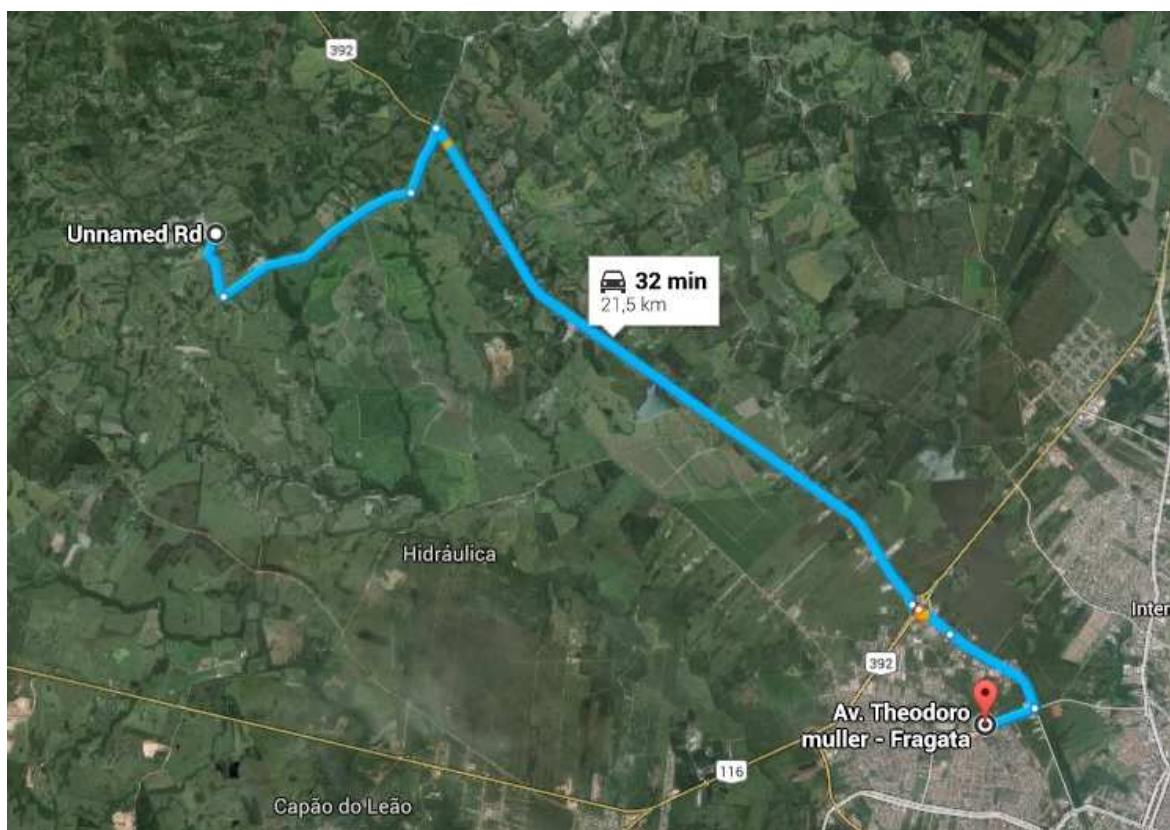 392
Unnamed Rd
32 min
21,5 km
Hidráulica
Inter
392
Av. Theodoro
muller - Fragata
116
Capão do Leão